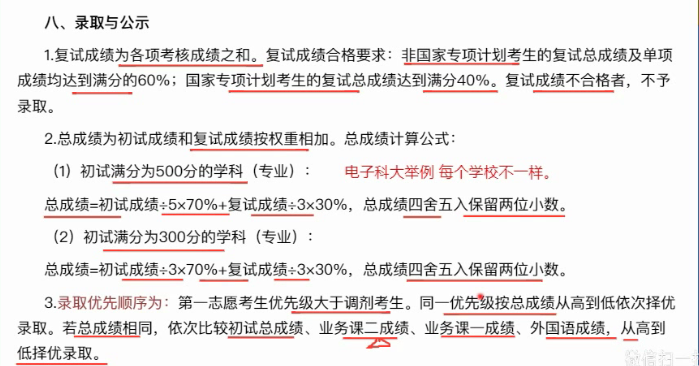 八、录取与公示
1.复试成绩为各项考核成绩之和。复试成绩合格要求：非国家专项计划考生的复试总成绩及单项
成绩均达到满分的60%；国家专项计划考生的复试总成绩达到满分40%。复试成绩不合格者，不予
录取。
2.总成绩为初试成绩和复试成绩按权重相加。总成绩计算公式：
（1）初试满分为500分的学科（专业）： 电子科大举例 每个学校不一样。
总成绩=初试成绩÷5×70%+复试成绩÷3×30%，总成绩四舍五入保留两位小数。
（2）初试满分为300分的学科（专业）：
总成绩=初试成绩÷3×70%+复试成绩÷3×30%，总成绩四舍五入保留两位小数。
3.录取优先顺序为：第一志愿考生优先级大于调剂考生。同一优先级按总成绩从高到低依次择优
录取。若总成绩相同，依次比较初试总成绩、业务课二成绩、业务课一成绩、外国语成绩，从高到
低择优录取。
微信扫一